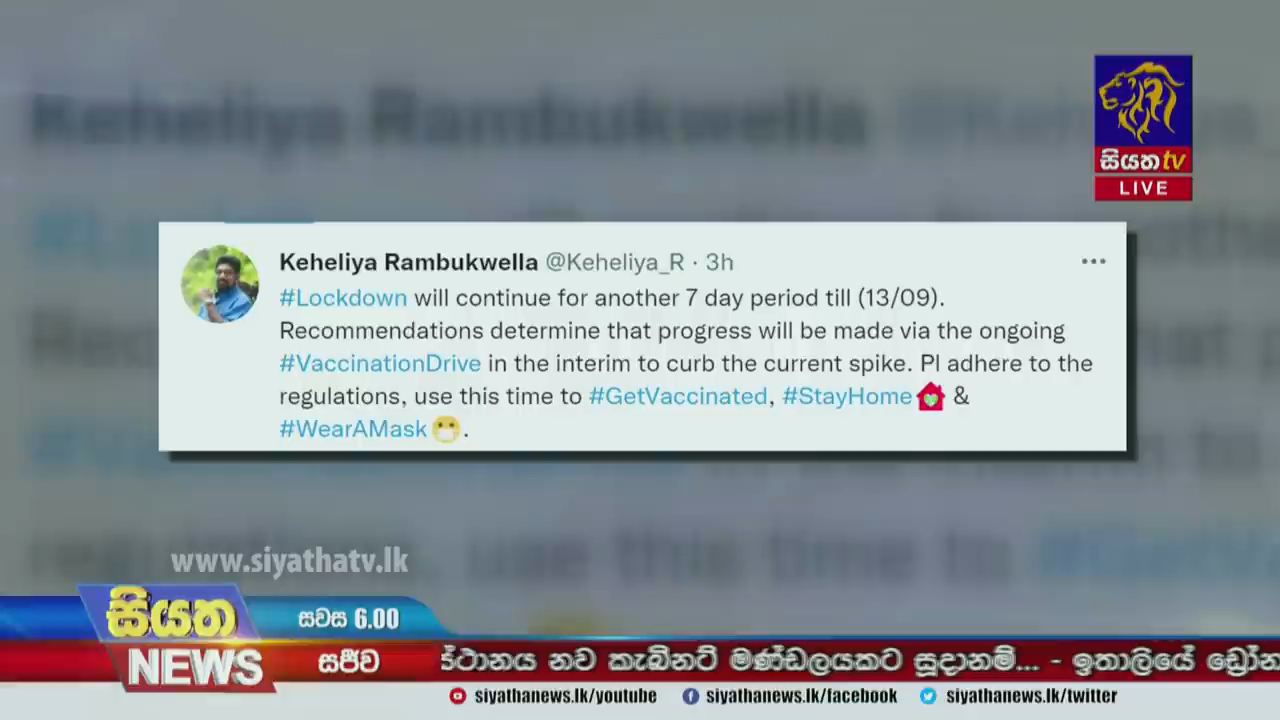 සියත tv
LIVE
Keheliya Rambukwella @Keheliya_R · 3h
#Lockdown will continue for another 7 day period till (13/09).
Recommendations determine that progress will be made via the ongoing
#VaccinationDrive in the interim to curb the current spike. Pl adhere to the
regulations, use this time to #GetVaccinated, #StayHome &
#WearAMask.
www.siyathatv.lk
සියත
NEWS
සවස 6.00
සජීව
නව කැබිනට් මණ්ඩලයකට සූදානම්... - ඉතාලියේ
siyathanews.lk/youtube siyathanews.lk/facebook siyathanews.lk/twitter